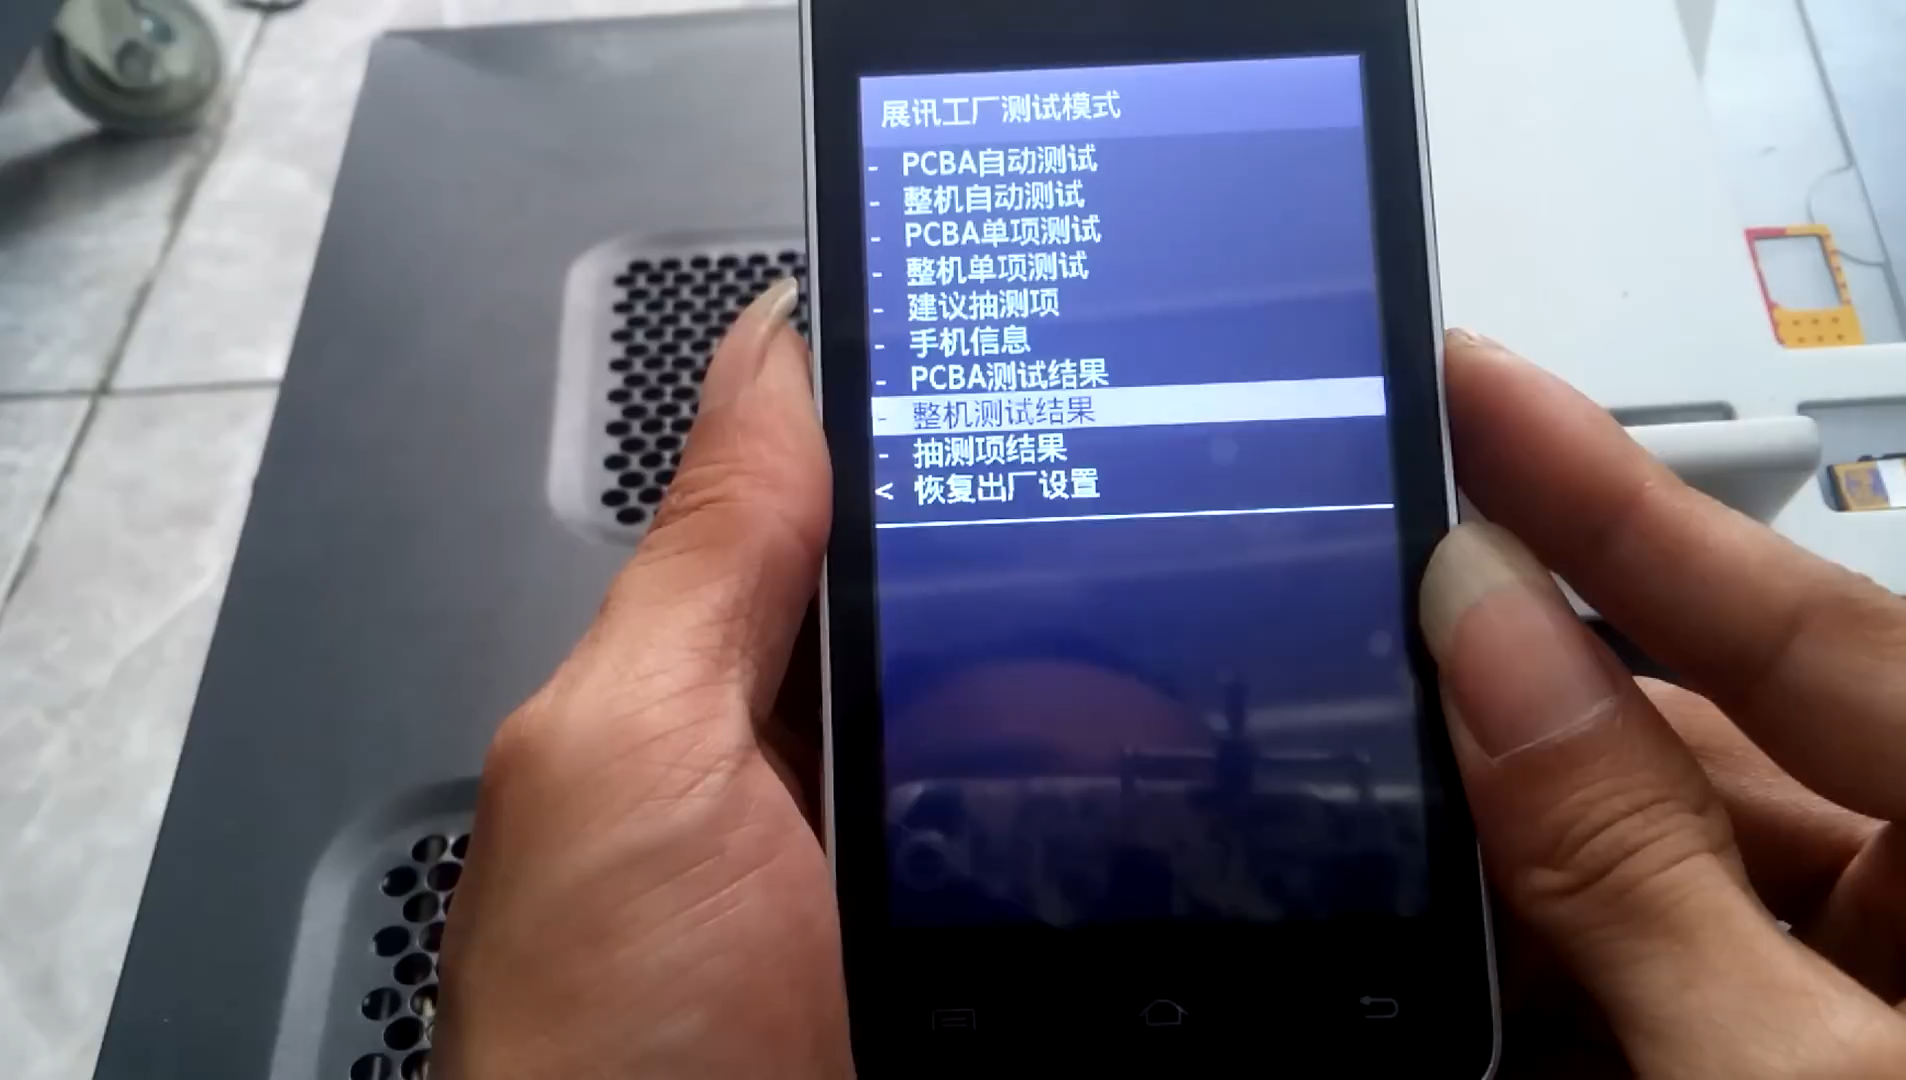 展讯工厂测试模式
- PCBA自动测试
- 整机自动测试
- PCBA单项测试
- 整机单项测试
- 建议抽测项
- 手机信息
- PCBA测试结果
- 整机测试结果
- 抽测项结果
< 恢复出厂设置